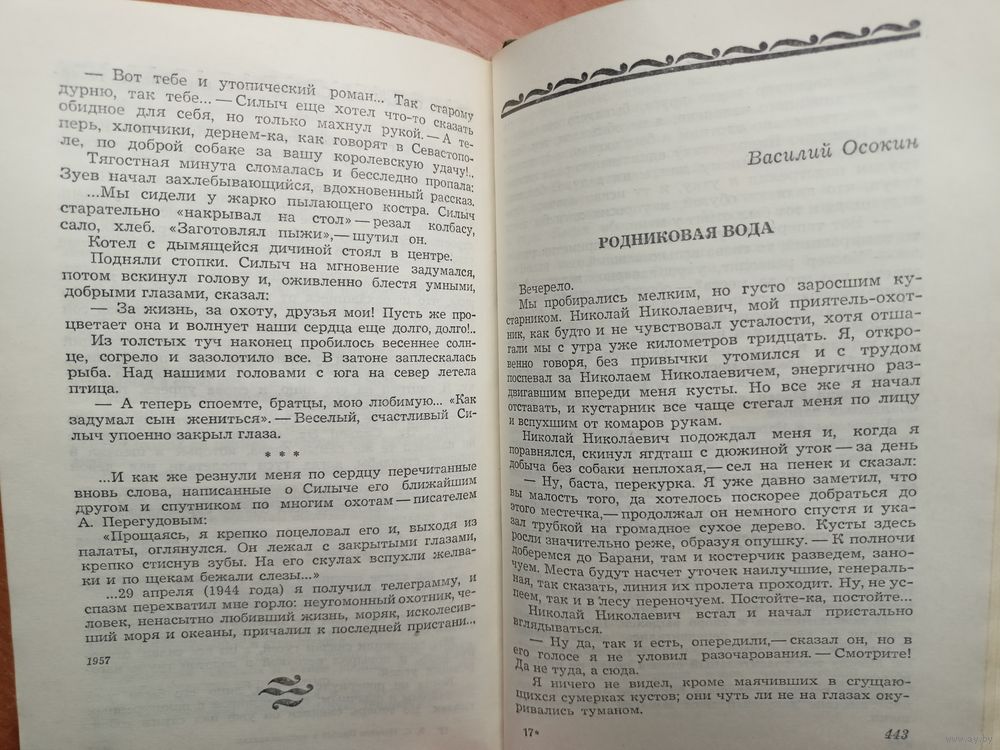 — Вот тебе и утопический роман... Так старому
дурню, так тебе... — Силыч еще хотел что-то сказать
обидное для себя, но только махнул рукой. — А те-
перь, хлопчики, дернем-ка, как говорят в Севастопо-
ле, по доброй собаке за вашу королевскую удачу!..
Тягостная минута сломалась и бесследно пропала:
Зуев начал захлебывающийся, вдохновенный рассказ.
...Мы сидели у жарко пылающего костра. Силыч
старательно «накрывал на стол» — резал колбасу,
сало, хлеб. «Заготовлял пыжи»,— шутил он.
Котел с дымящейся дичиной стоял в центре.
Подняли стопки. Силыч на мгновение задумался,
потом вскинул голову и, оживленно блестя умными,
добрыми глазами, сказал:
— За жизнь, за охоту, друзья мои! Пусть же про-
цветает она и волнует наши сердца еще долго, долго!..
Из толстых туч наконец пробилось весеннее солн-
це, согрело и зазолотило все. В затоне заплескалась
рыба. Над нашими головами с юга на север летела
птица.
— А теперь споемте, братцы, мою любимую... «Как
задумал сын жениться». — Веселый, счастливый Си-
лыч упоенно закрыл глаза.
* * *
...И как же резнули меня по сердцу перечитанные
вновь слова, написанные о Силыче его ближайшим
другом и спутником по многим охотам — писателем
А. Перегудовым:
«Прощаясь, я крепко поцеловал его и, выходя из
палаты, оглянулся. Он лежал с закрытыми глазами,
крепко стиснув зубы. На его скулах вспухли желва-
ки и по щекам бежали слезы...»
...29 апреля (1944 года) я получил телеграмму, и
спазм перехватил мне горло: неугомонный охотник, че-
ловек, ненасытно любивший жизнь, моряк, исколесив-
ший моря и океаны, причалил к последней пристани...
1957
Василий Осокин
РОДНИКОВАЯ ВОДА
Вечерело.
Мы пробирались мелким, но густо заросшим ку-
старником. Николай Николаевич, мой приятель-охот-
ник, как будто и не чувствовал усталости, хотя отша-
гали мы с утра уже километров тридцать. Я, откро-
венно говоря, без привычки утомился и с трудом
поспевал за Николаем Николаевичем, энергично раз-
двигавшим впереди меня кусты. Но все же я начал
отставать, и кустарник все чаще стегал меня по лицу
и вспухшим от комаров рукам.
Николай Николаевич подождал меня и, когда я
поравнялся, скинул ягдташ с дюжиной уток — за день
добыча без собаки неплохая,— сел на пенек и сказал:
— Ну, баста, перекурка. Я уже давно заметил, что
вы малость того, да хотелось поскорее добраться до
этого местечка,— продолжал он немного спустя и ука-
зал трубкой на громадное сухое дерево. Кусты здесь
росли значительно реже, образуя опушку. — К полночи
доберемся до Барани, там и костерчик разведем, зано-
чуем. Места будут насчет уточек наилучшие, генераль-
ная, так сказать, линия их пролета проходит. Ну, не ус-
пеем, так и в лесу переночуем. Постойте-ка, постойте...
Николай Николаевич встал и начал пристально
вглядываться.
— Ну да, так и есть, опередили,— сказал он, но в
его голосе я не уловил разочарования. — Смотрите!
Да не туда, а сюда.
Я ничего не видел, кроме маячивших в сгущаю-
щихся сумерках кустов; они чуть ли не на глазах оку-
ривались туманом.
17*
443
www.ay.by